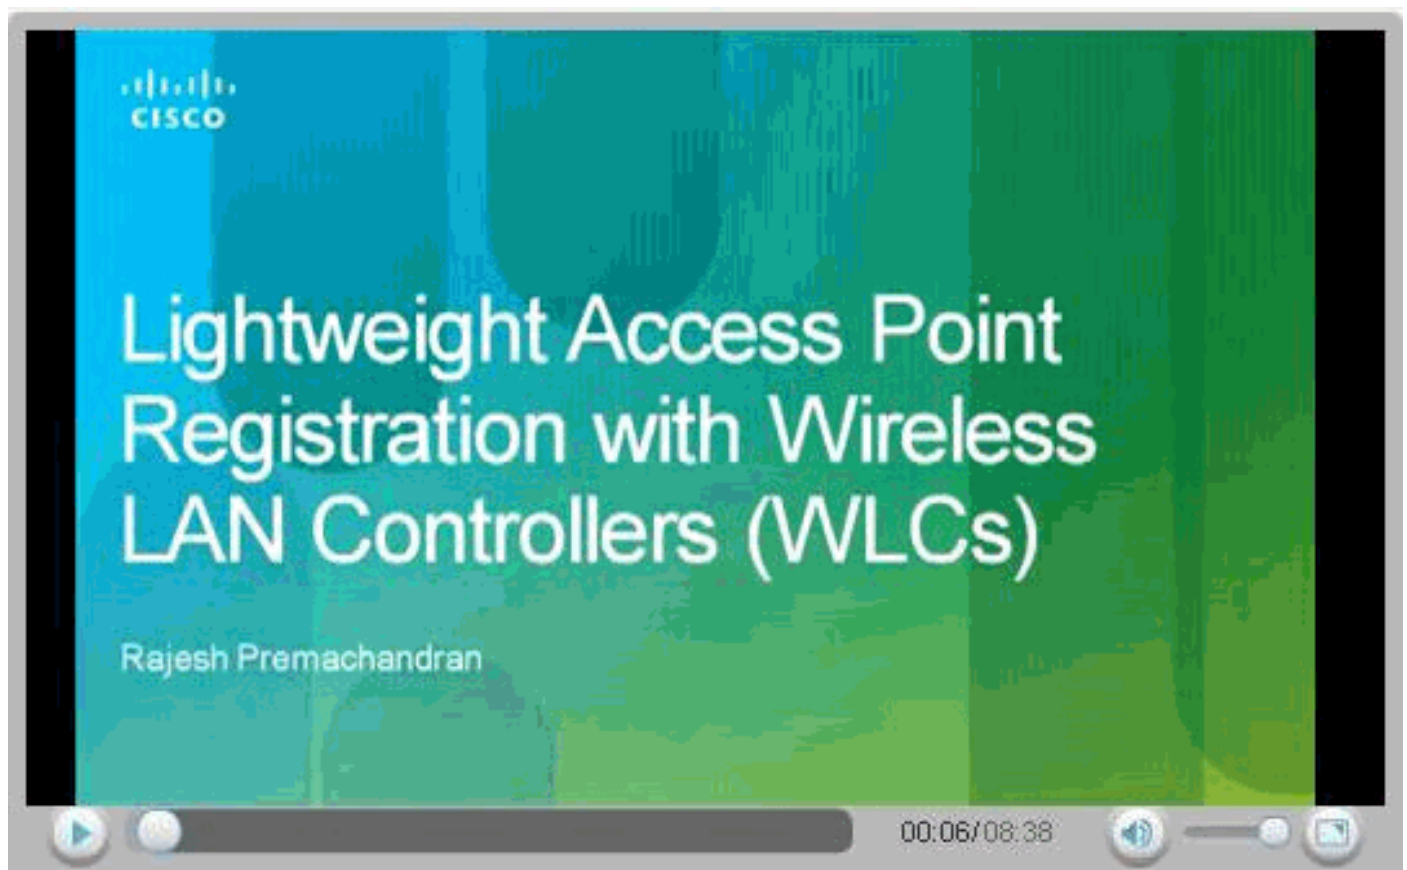 CISCO
Lightweight Access Point
Registration with Wireless
LAN Controllers (WLCs)
Rajesh Premachandran
00:06/08:38